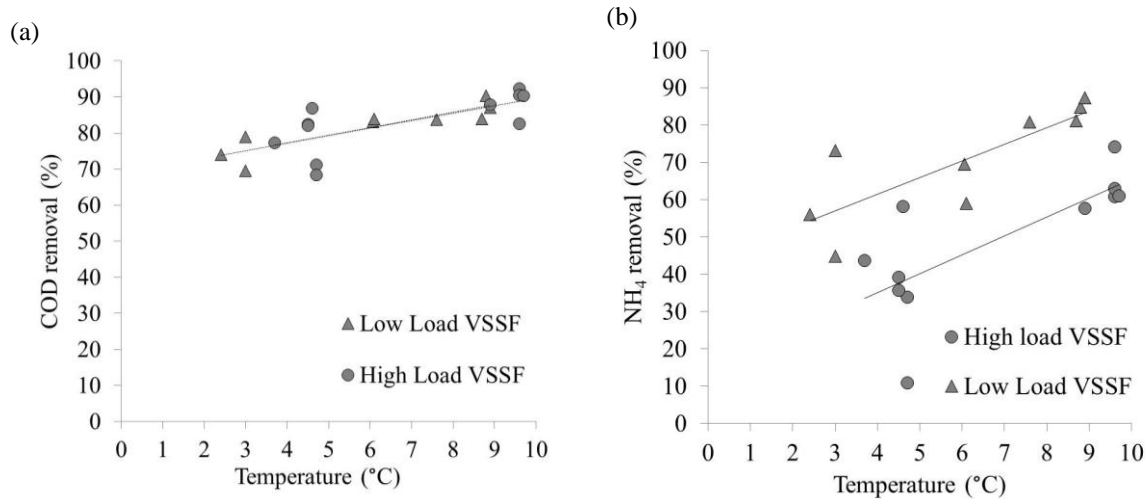 (a)
100
90
80
70
60
50
40
30
20
10
0
COD removal (%)
Low Load VSSF
High Load VSSF
0 1 2 3 4 5 6 7 8 9 10
Temperature (°C)
(b)
100
90
80
70
60
50
40
30
20
10
0
NH₄ removal (%)
High load VSSF
Low Load VSSF
0 1 2 3 4 5 6 7 8 9 10
Temperature (°C)